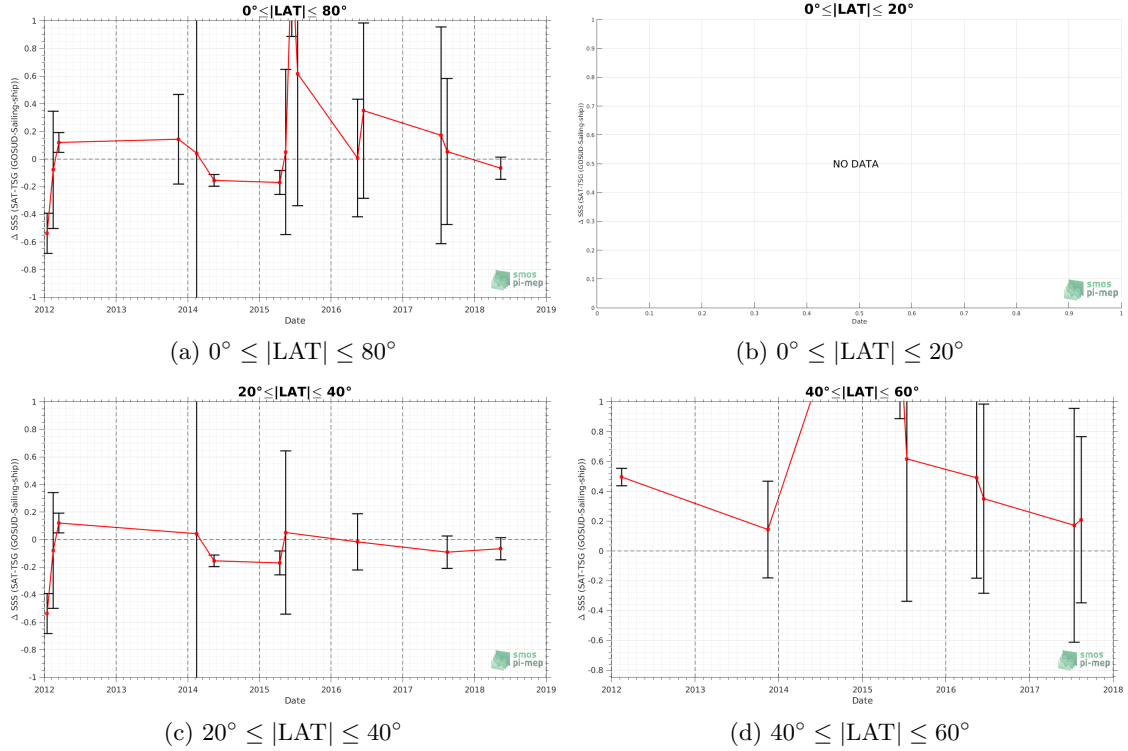 0°≤|LAT|≤ 80°
Δ SSS (SAT-TSG (GOSUD-Sailing-ship))
1
0.8
0.6
0.4
0.2
0
-0.2
-0.4
-0.6
-0.8
-1
2012 2013 2014 2015 2016 2017 2018 2019
Date
smos
pi-mep
(a) 0° ≤ |LAT| ≤ 80°
0°≤|LAT|≤ 20°
Δ SSS (SAT-TSG (GOSUD-Sailing-ship))
1
0.9
0.8
0.7
0.6
0.5
0.4
0.3
0.2
0.1
0
NO DATA
0 0.1 0.2 0.3 0.4 0.5 0.6 0.7 0.8 0.9 1
Date
smos
pi-mep
(b) 0° ≤ |LAT| ≤ 20°
20°≤|LAT|≤ 40°
Δ SSS (SAT-TSG (GOSUD-Sailing-ship))
1
0.8
0.6
0.4
0.2
0
-0.2
-0.4
-0.6
-0.8
-1
2012 2013 2014 2015 2016 2017 2018 2019
Date
smos
pi-mep
(c) 20° ≤ |LAT| ≤ 40°
40°≤|LAT|≤ 60°
Δ SSS (SAT-TSG (GOSUD-Sailing-ship))
1
0.8
0.6
0.4
0.2
0
-0.2
-0.4
-0.6
-0.8
2012 2013 2014 2015 2016 2017 2018
Date
smos
pi-mep
(d) 40° ≤ |LAT| ≤ 60°